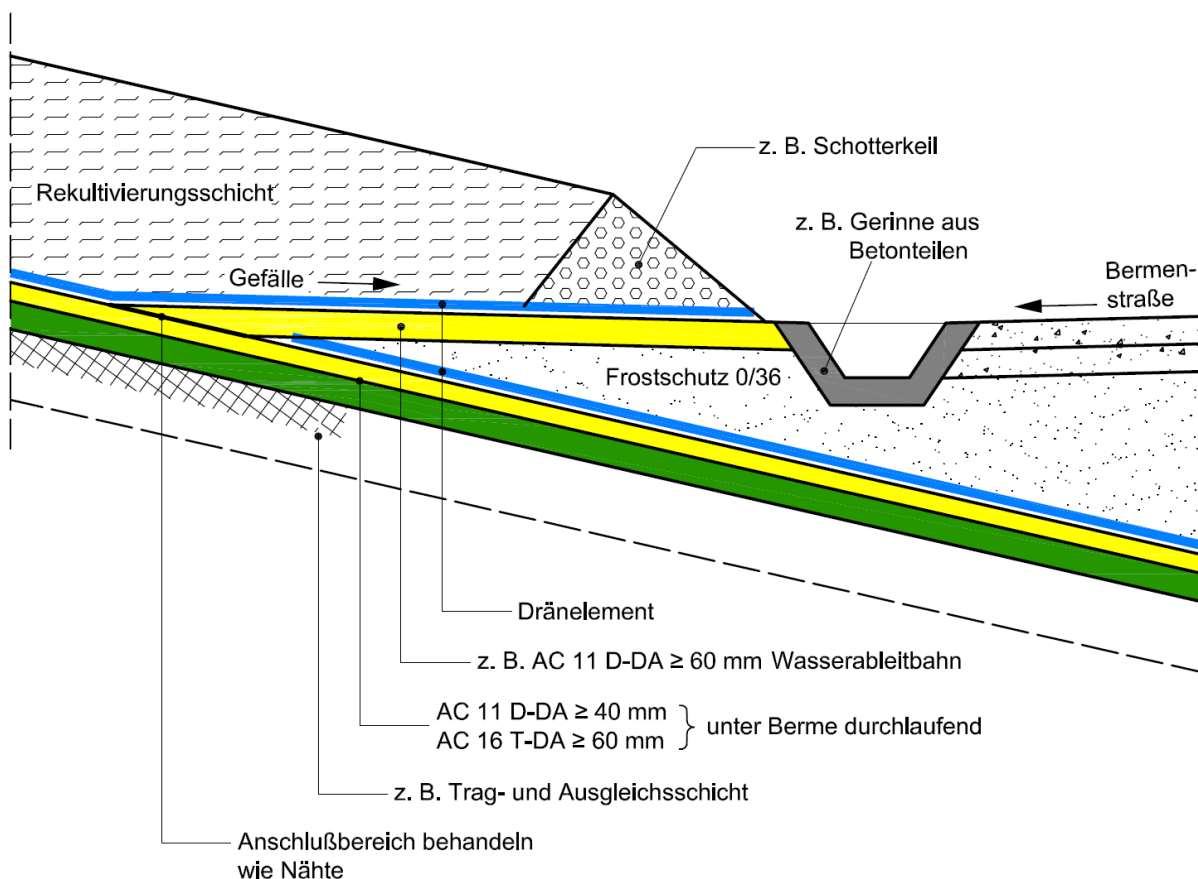 z. B. Schotterkeil
Rekultivierungsschicht
z. B. Gerinne aus
Betonteilen
Gefälle
Bermen-
straße
Frostschutz 0/36
Dränelement
z. B. AC 11 D-DA ≥ 60 mm Wasserableitbahn
AC 11 D-DA ≥ 40 mm
AC 16 T-DA ≥ 60 mm
unter Berme durchlaufend
z. B. Trag- und Ausgleichsschicht
Anschlußbereich behandeln
wie Nähte